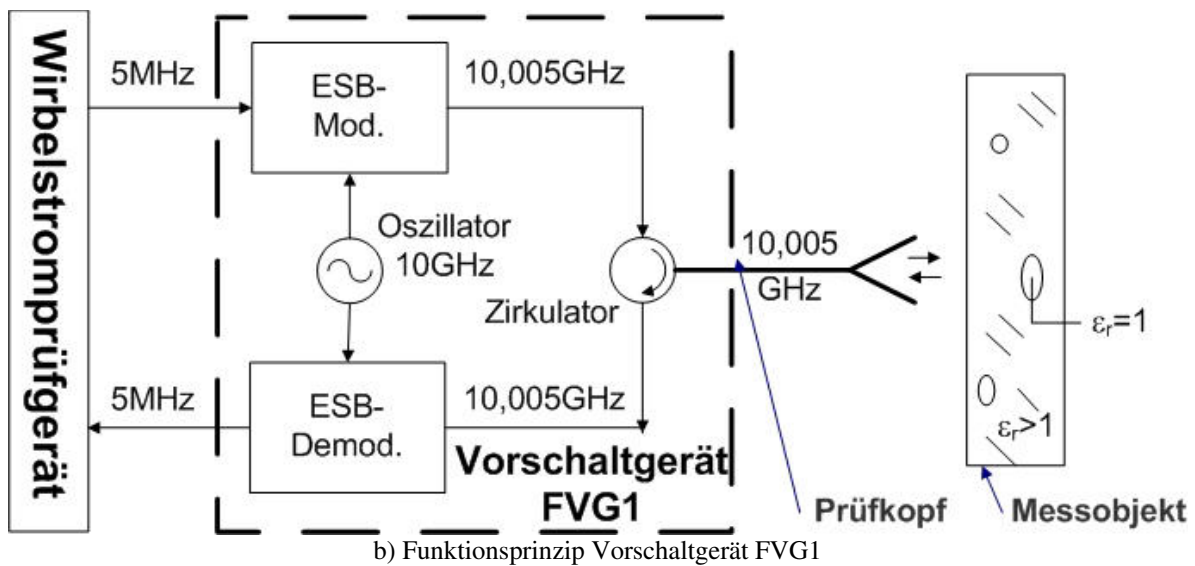 Wirbelstromprüfgerät
5MHz
ESB-
Mod.
10,005GHz
Oszillator
10GHz
Zirkulator
10,005
GHz
εr=1
εr>1
5MHz
ESB-
Demod.
10,005GHz
Vorschaltgerät
FVG1
Prüfkopf
Messobjekt
b) Funktionsprinzip Vorschaltgerät FVG1